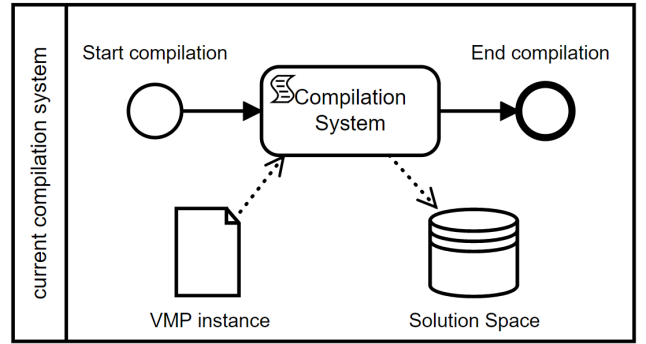 current compilation system
Start compilation
End compilation
Compilation
System
VMP instance
Solution Space